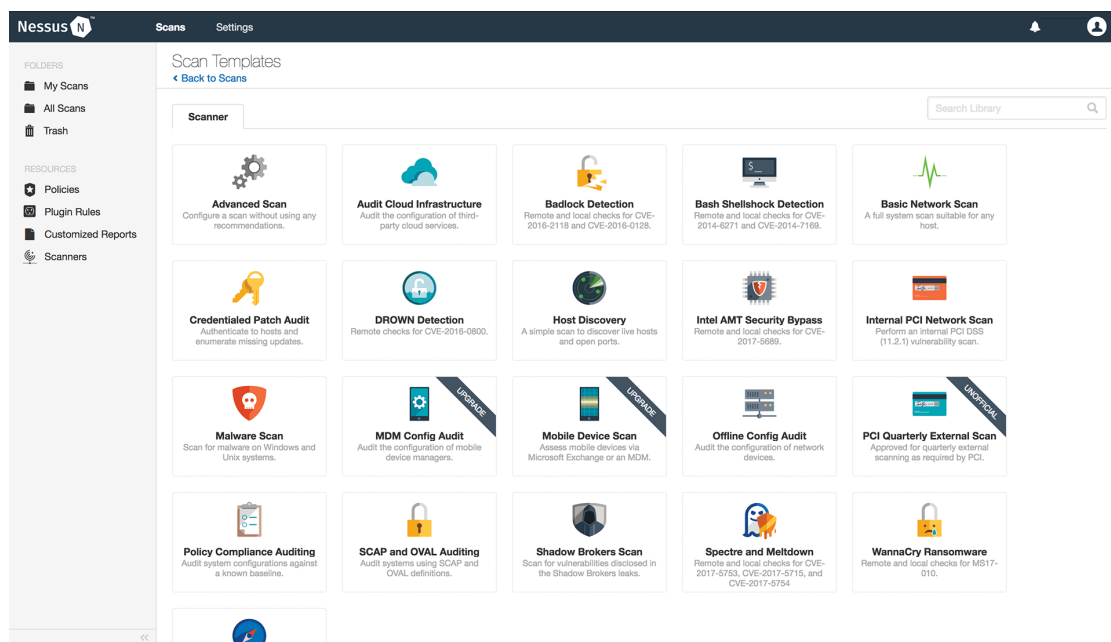 Nessus N
Scans
Settings
FOLDERS
My Scans
All Scans
Trash
RESOURCES
Policies
Plugin Rules
Customized Reports
Scanners
Scan Templates
Back to Scans
Scanner
Search Library
Advanced Scan
Configure a scan without using any
recommendations.
Audit Cloud Infrastructure
Audit the configuration of third-
party cloud services.
Badlock Detection
Remote and local checks for CVE-
2016-2118 and CVE-2016-0128.
Bash Shellshock Detection
Remote and local checks for CVE-
2014-6271 and CVE-2014-7169.
Basic Network Scan
A full system scan suitable for any
host.
Credentialed Patch Audit
Authenticate to hosts and
enumerate missing updates.
DROWN Detection
Remote checks for CVE-2016-0800.
Host Discovery
A simple scan to discover live hosts
and open ports.
Intel AMT Security Bypass
Remote and local checks for CVE-
2017-5689.
Internal PCI Network Scan
Perform an internal PCI DSS
(11.2.1) vulnerability scan.
Malware Scan
Scan for malware on Windows and
Unix systems.
UPGRADE
MDM Config Audit
Audit the configuration of mobile
device managers.
UPGRADE
Mobile Device Scan
Assess mobile devices via
Microsoft Exchange or an MDM.
Offline Config Audit
Audit the configuration of network
devices.
UNOFFICIAL
PCI Quarterly External Scan
Approved for quarterly external
scanning as required by PCI.
Policy Compliance Auditing
Audit system configurations against
a known baseline.
SCAP and OVAL Auditing
Audit systems using SCAP and
OVAL definitions.
Shadow Brokers Scan
Scan for vulnerabilities disclosed in
the Shadow Brokers leaks.
Spectre and Meltdown
Remote and local checks for CVE-
2017-5753, CVE-2017-5715, and
CVE-2017-5754
WannaCry Ransomware
Remote and local checks for MS17-
010.